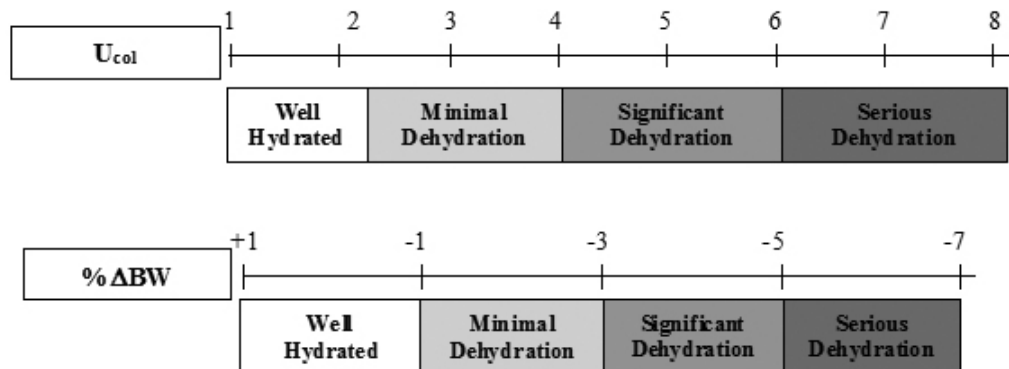 1 2 3 4 5 6 7 8
Ucol
Well Minimal Significant Serious
Hydrated Dehydration Dehydration Dehydration
+1 -1 -3 -5 -7
% ΔBW
Well Minimal Significant Serious
Hydrated Dehydration Dehydration Dehydration